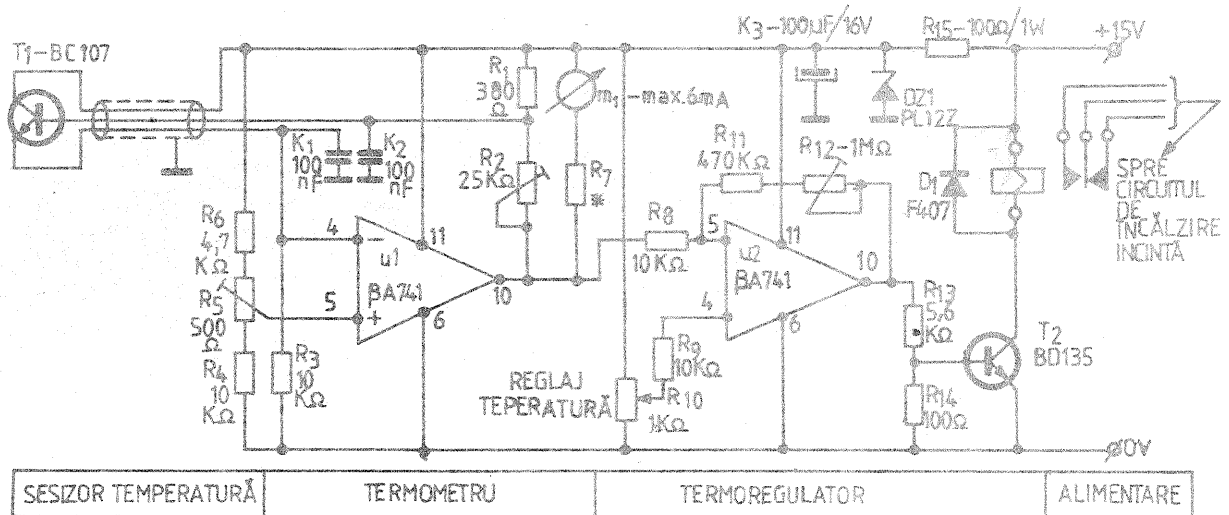 T1-BC107
K3-100µF/16V
R15-100Ω/1W
+15V
R1
380
Ω
m1-max.6mA
DZ1
PL12Z
K1
100
nF
K2
100
nF
R2
25KΩ
R7
*
R11
470KΩ
R12-1MΩ
D1
F407
SPRE
CIRCUITUL
DE
ÎNCĂLZIRE
INCINTĂ
R6
4,7
KΩ
4
-
11
u1
βA741
10
5
+
6
R8
10KΩ
5
11
u2
βA741
10
4
6
R5
500
Ω
R4
10
KΩ
R3
10
KΩ
REGLAJ
TEPERATURĂ
R9
10KΩ
R10
1KΩ
R13
5,6
KΩ
T2
BD135
R14
100Ω
0V
SESIZOR TEMPERATURĂ
TERMOMETRU
TERMOREGULATOR
ALIMENTARE